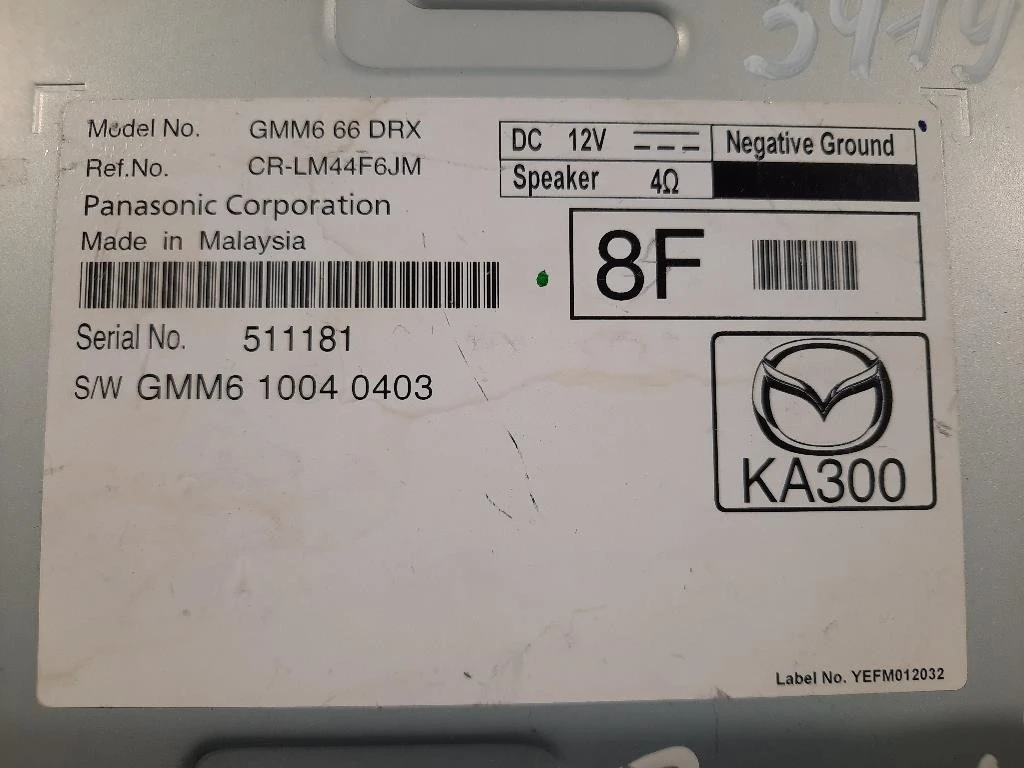 Model No. GMM6 66 DRX
Ref.No. CR-LM44F6JM
Panasonic Corporation
Made in Malaysia
Serial No. 511181
S/W GMM6 1004 0403
DC 12V Negative Ground
Speaker 4Ω
8F
KA300
Label No. YEFM012032